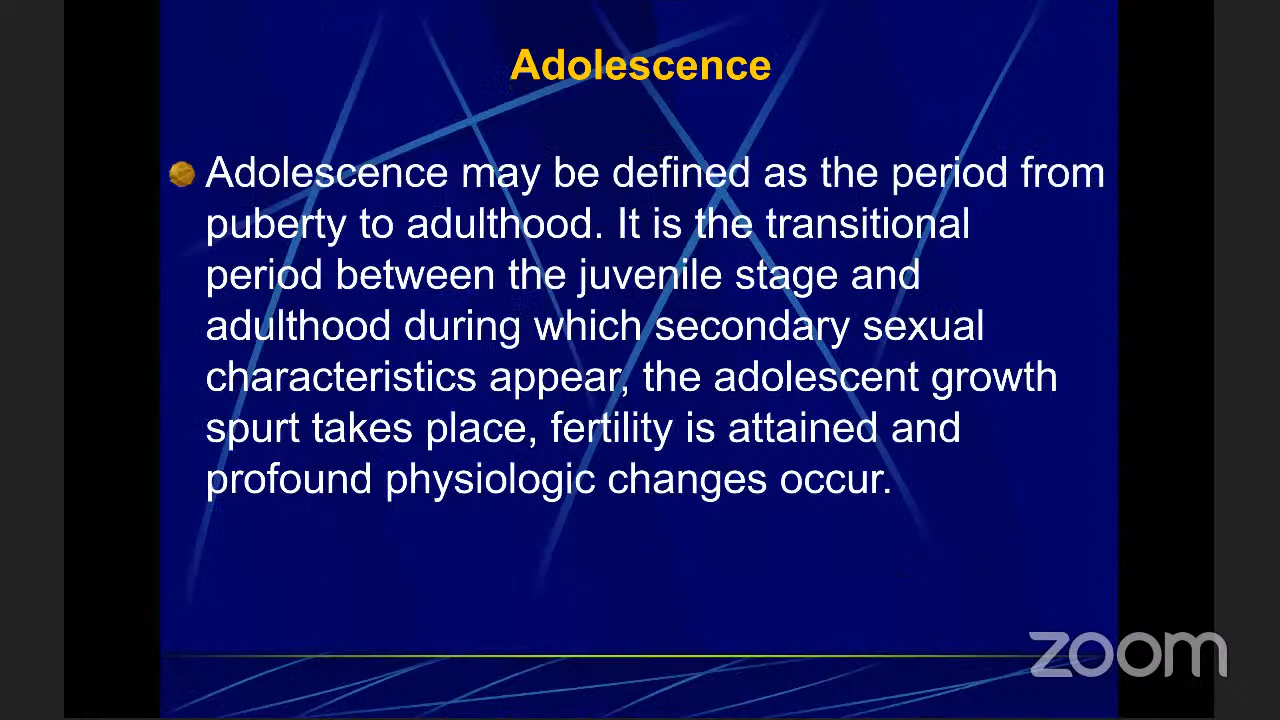 Adolescence
Adolescence may be defined as the period from
puberty to adulthood. It is the transitional
period between the juvenile stage and
adulthood during which secondary sexual
characteristics appear, the adolescent growth
spurt takes place, fertility is attained and
profound physiologic changes occur.
zoom